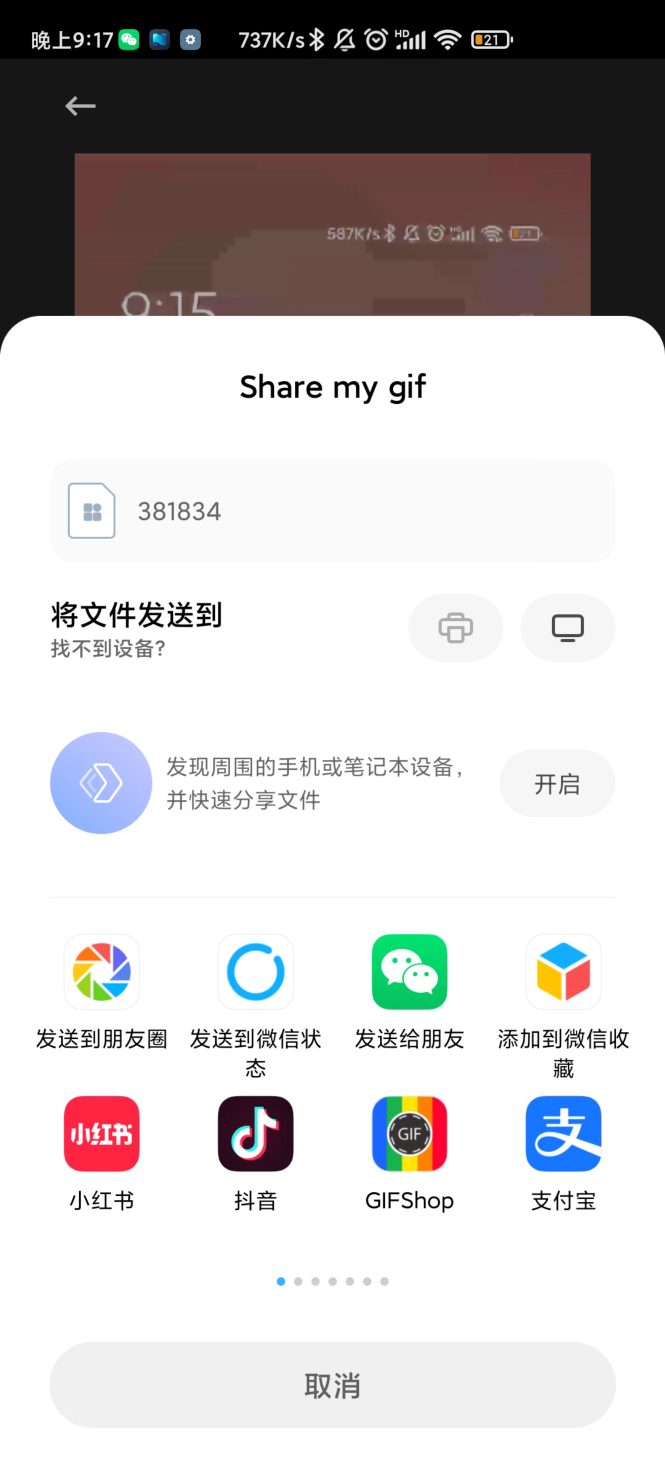 晚上9:17
737K/s
HD
21
587K/s
9:15
Share my gif
381834
将文件发送到
找不到设备?
发现周围的手机或笔记本设备，
并快速分享文件
开启
发送到朋友圈
发送到微信状
态
发送给朋友
添加到微信收
藏
小红书
GIF
支
小红书
抖音
GIFShop
支付宝
取消